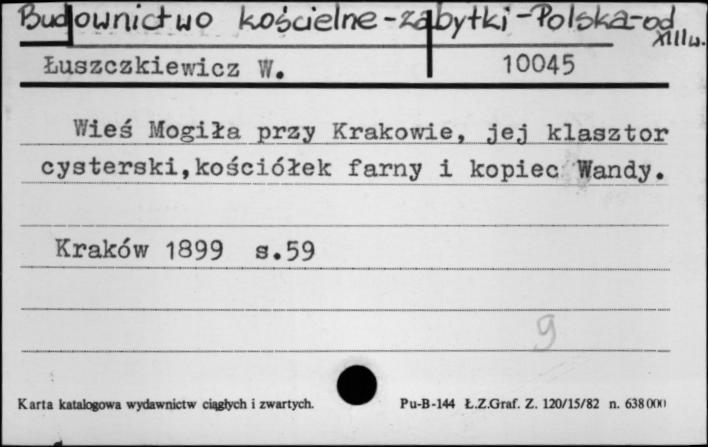 Budownictwo kościelne-zabytki-Polska-od XIIIw.
Łuszczkiewicz W. 10045
Wieś Mogiła przy Krakowie, jej klasztor
cysterski,kościółek farny i kopiec Wandy.
Kraków 1899 s.59
9
Karta katalogowa wydawnictw ciągłych i zwartych. Pu-B-144 Ł.Z.Graf. Z. 120/15/82 n. 638000